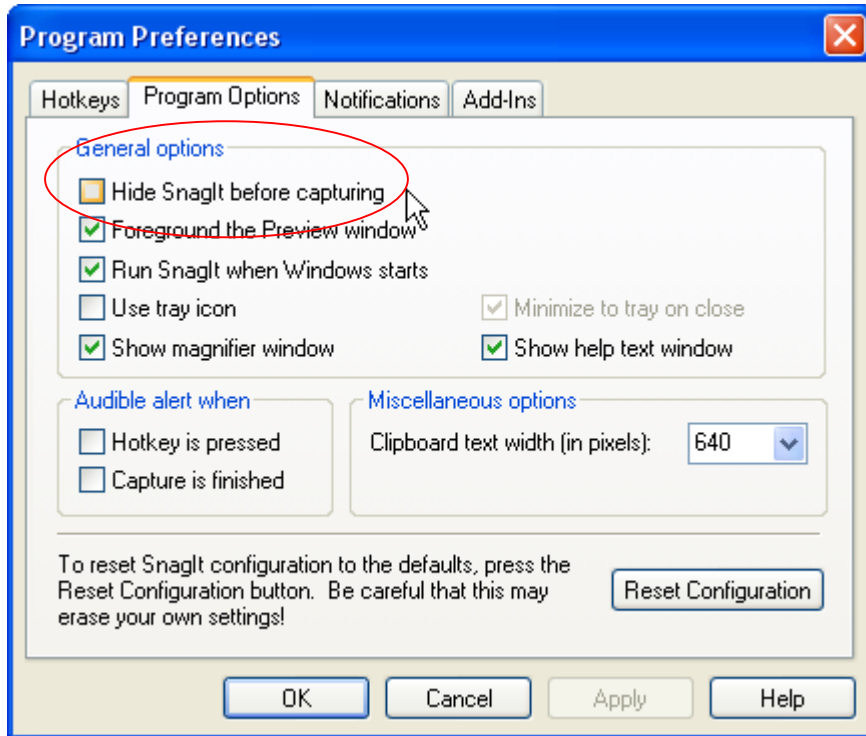 Program Preferences
Hotkeys Program Options Notifications Add-Ins
General options
Hide SnagIt before capturing
Foreground the Preview window
Run SnagIt when Windows starts
Use tray icon Minimize to tray on close
Show magnifier window Show help text window
Audible alert when Miscellaneous options
Hotkey is pressed Clipboard text width (in pixels): 640
Capture is finished
To reset SnagIt configuration to the defaults, press the
Reset Configuration button. Be careful that this may
erase your own settings!
Reset Configuration
OK Cancel Apply Help